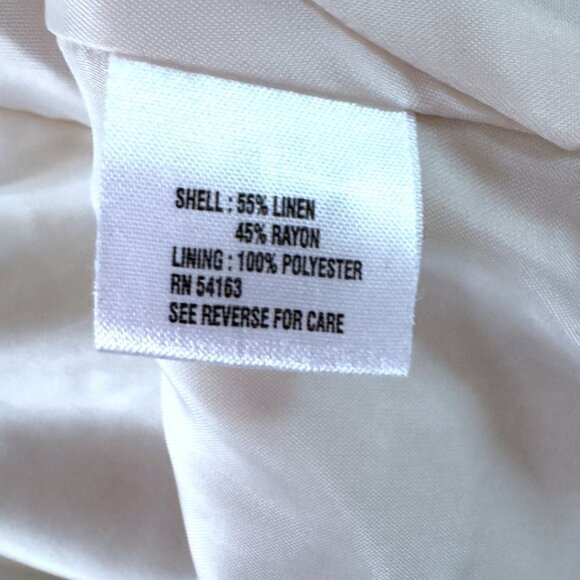 SHELL : 55% LINEN
45% RAYON
LINING : 100% POLYESTER
RN 54163
SEE REVERSE FOR CARE